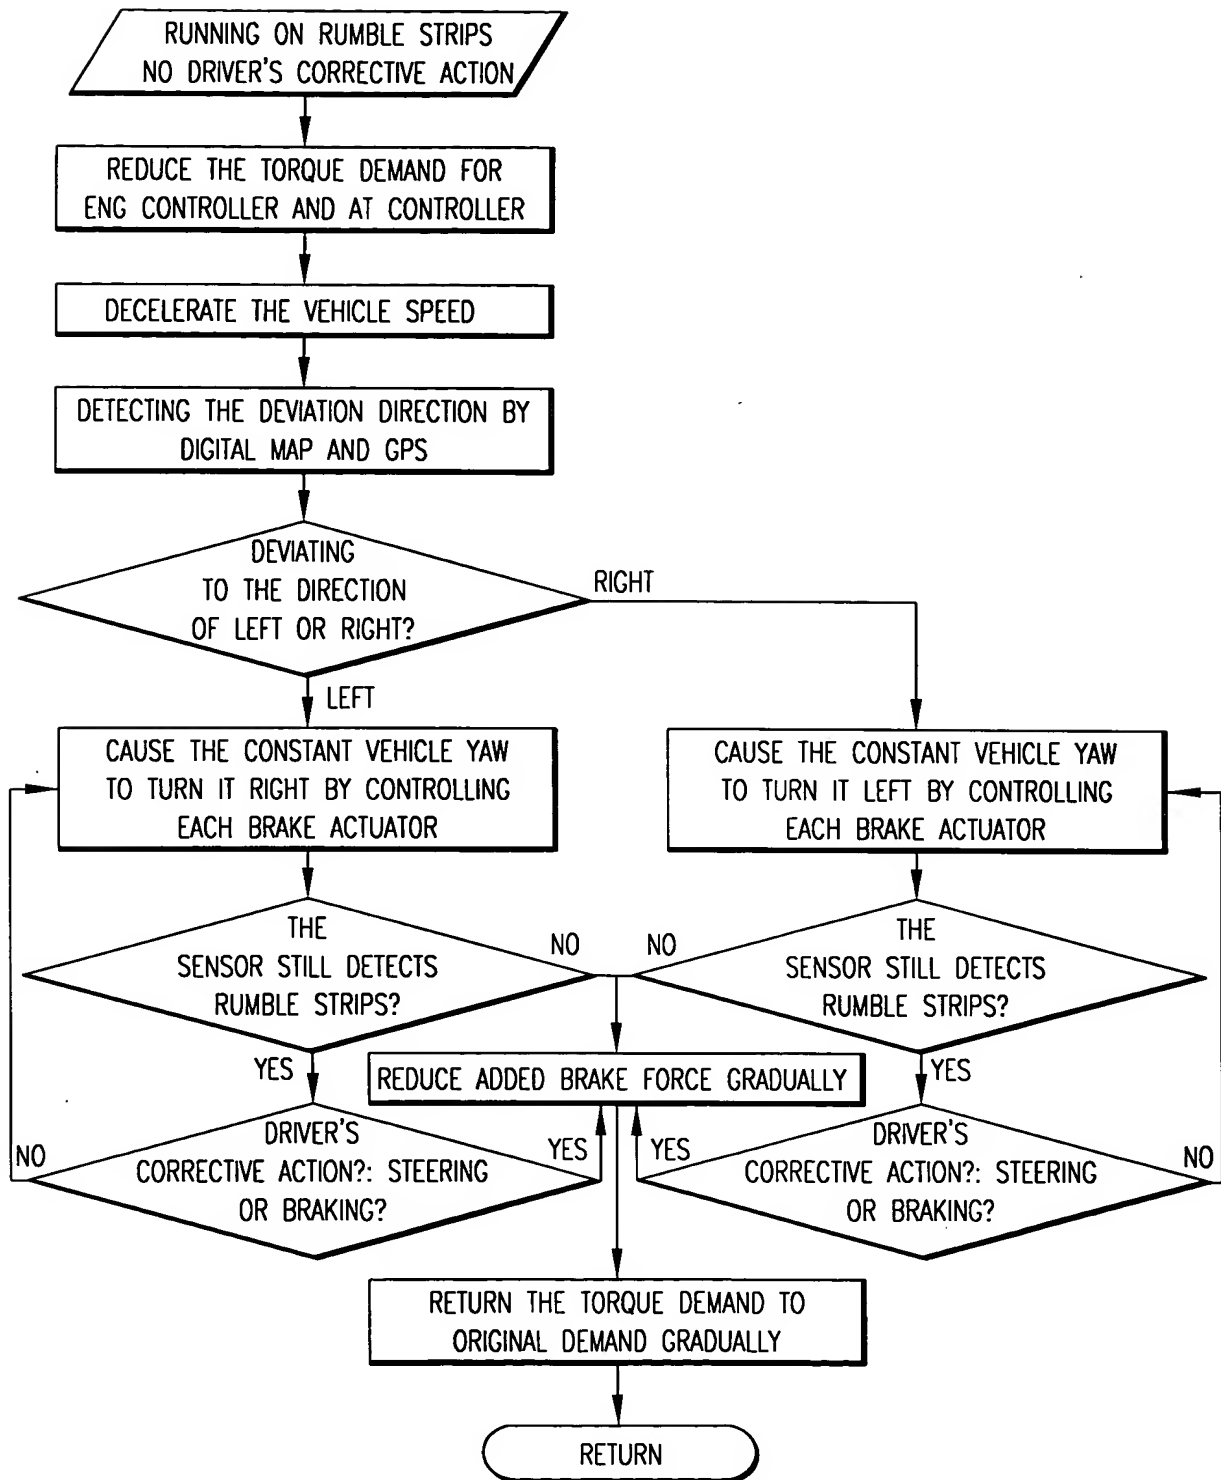 RUNNING ON RUMBLE STRIPS
NO DRIVER'S CORRECTIVE ACTION
REDUCE THE TORQUE DEMAND FOR
ENG CONTROLLER AND AT CONTROLLER
DECELERATE THE VEHICLE SPEED
DETECTING THE DEVIATION DIRECTION BY
DIGITAL MAP AND GPS
DEVIATING
TO THE DIRECTION
OF LEFT OR RIGHT?
RIGHT
LEFT
CAUSE THE CONSTANT VEHICLE YAW
TO TURN IT RIGHT BY CONTROLLING
EACH BRAKE ACTUATOR
CAUSE THE CONSTANT VEHICLE YAW
TO TURN IT LEFT BY CONTROLLING
EACH BRAKE ACTUATOR
THE
SENSOR STILL DETECTS
RUMBLE STRIPS?
NO
NO
THE
SENSOR STILL DETECTS
RUMBLE STRIPS?
YES
REDUCE ADDED BRAKE FORCE GRADUALLY
YES
NO
DRIVER'S
CORRECTIVE ACTION?: STEERING
OR BRAKING?
YES
YES
DRIVER'S
CORRECTIVE ACTION?: STEERING
OR BRAKING?
NO
RETURN THE TORQUE DEMAND TO
ORIGINAL DEMAND GRADUALLY
RETURN